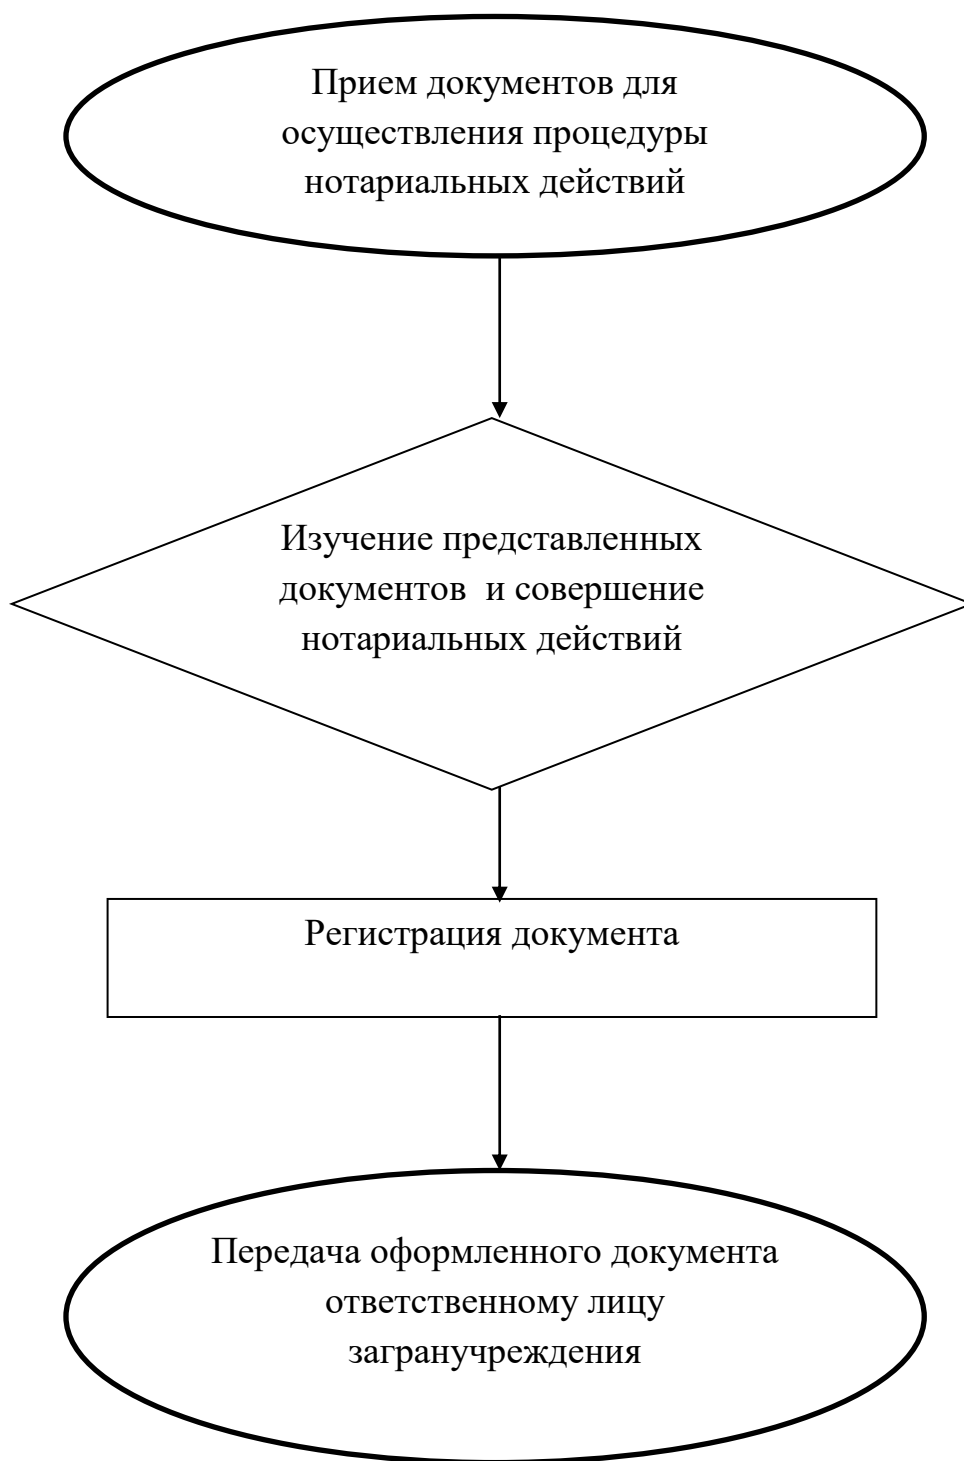 Прием документов для
осуществления процедуры
нотариальных действий
Изучение представленных
документов  и совершение
нотариальных действий
Регистрация документа
Передача оформленного документа
ответственному лицу
загранучреждения